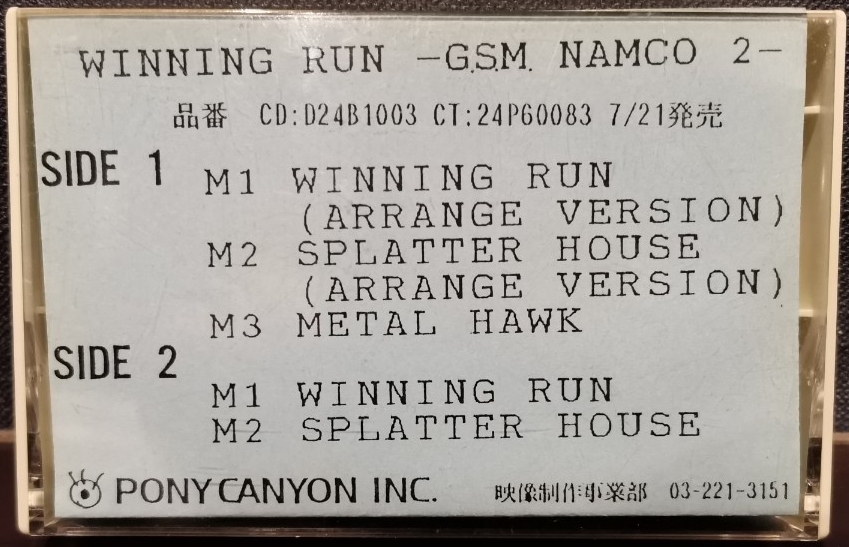 WINNING RUN -G.S.M. NAMCO 2-
品番 CD:D24B1003 CT:24P60083 7/21発売
SIDE 1 M1 WINNING RUN
(ARRANGE VERSION)
M2 SPLATTER HOUSE
(ARRANGE VERSION)
M3 METAL HAWK
SIDE 2
M1 WINNING RUN
M2 SPLATTER HOUSE
PONY CANYON INC. 映像制作事業部 03-221-3151